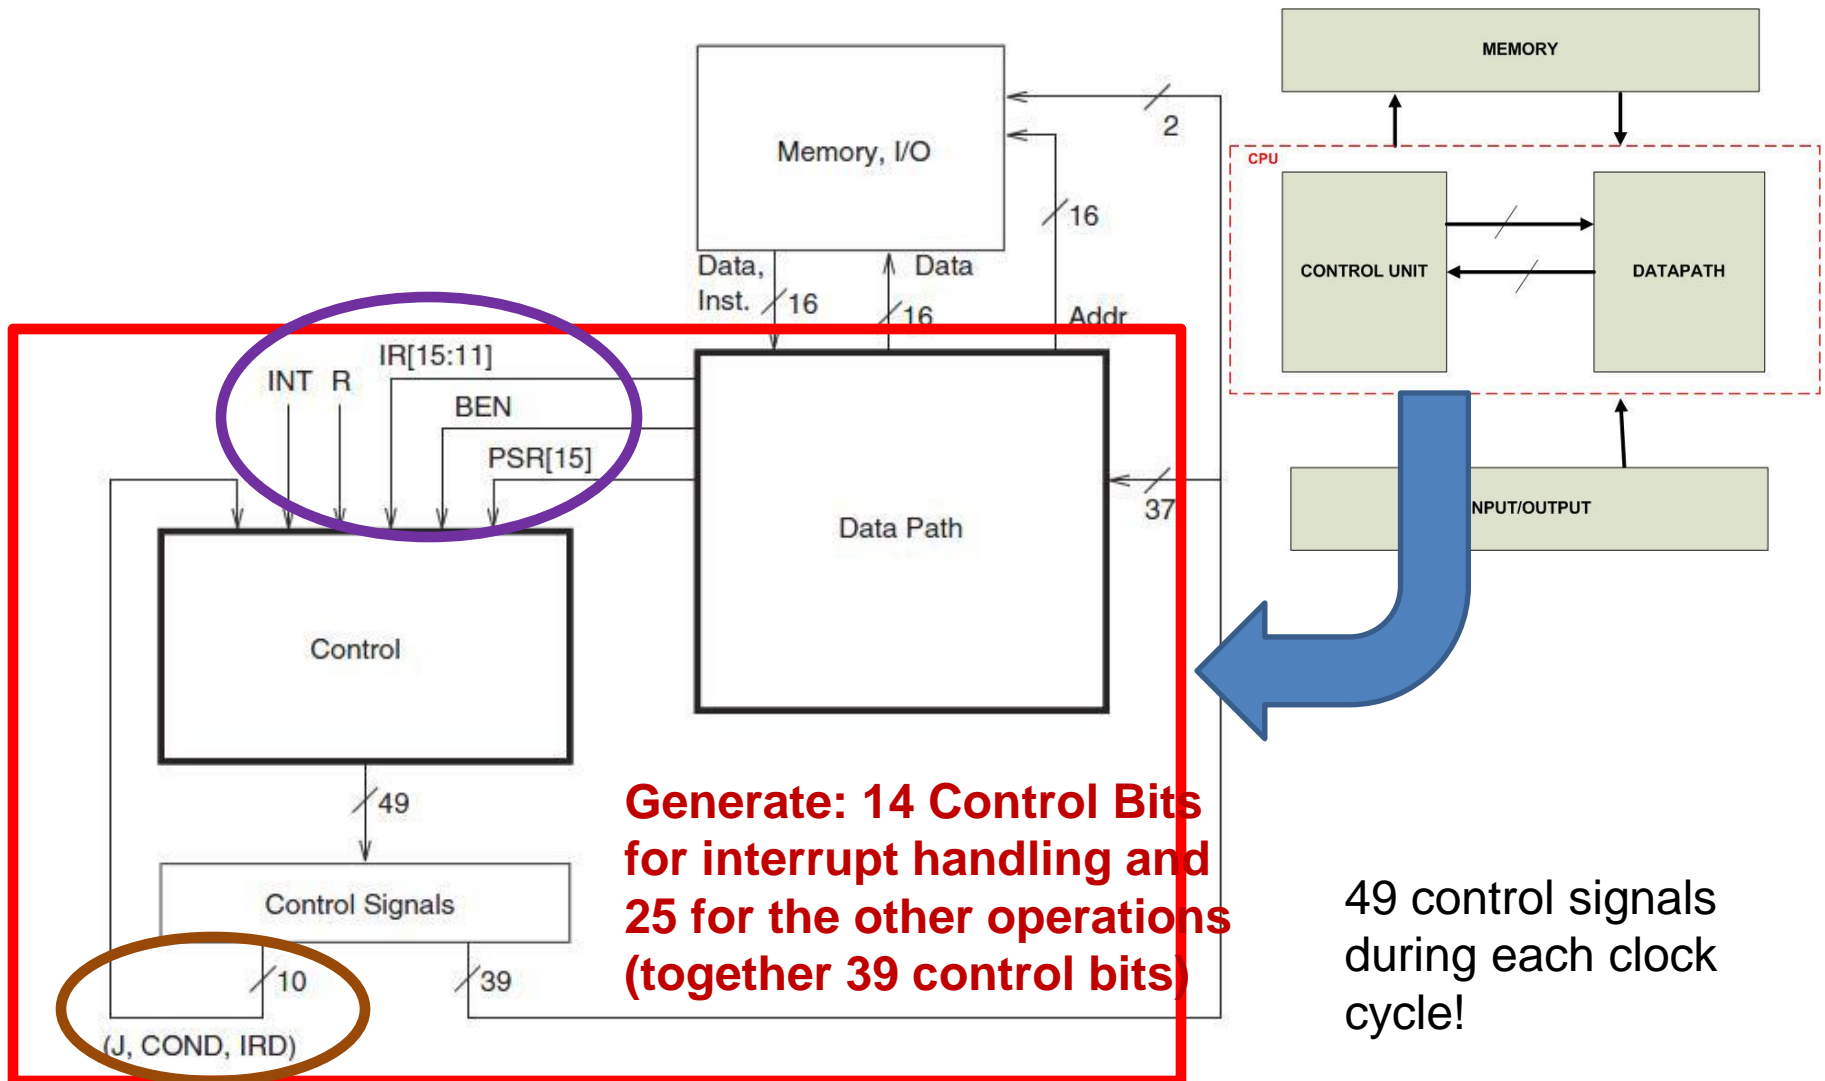 MEMORY
CPU
CONTROL UNIT
DATAPATH
NPUT/OUTPUT
Memory, I/O
2
16
Data,
Inst.
16
Data
16
Addr
INT R
IR[15:11]
BEN
PSR[15]
Data Path
37
Control
49
Control Signals
10
39
(J, COND, IRD)
Generate: 14 Control Bits
for interrupt handling and
25 for the other operations
(together 39 control bits)
49 control signals
during each clock
cycle!